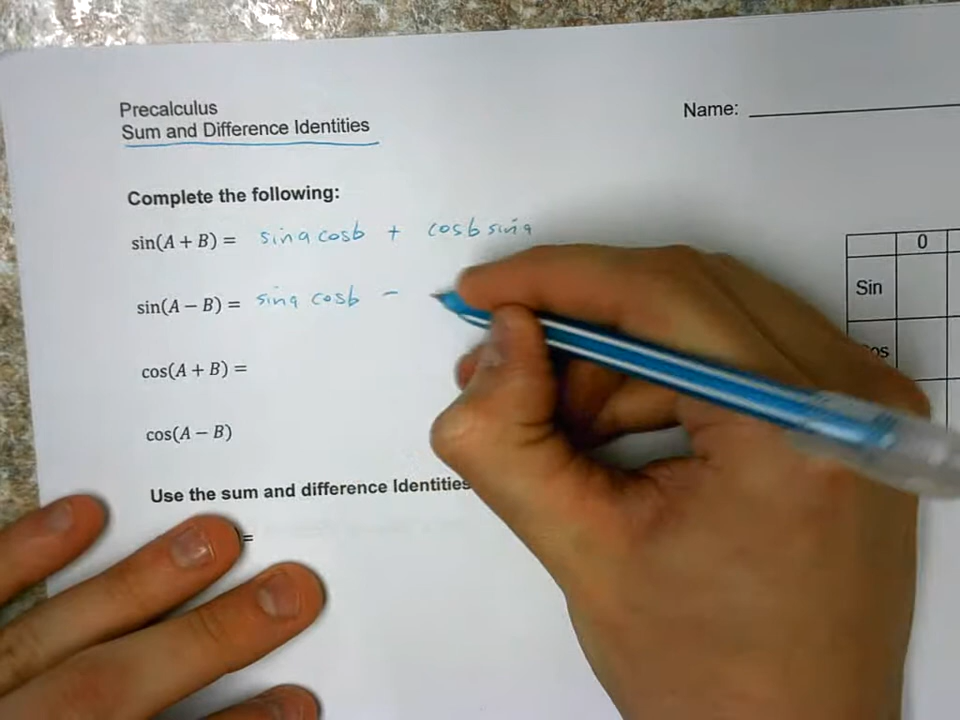 Precalculus
Sum and Difference Identities
Name:
Complete the following:
sin(A + B) = sina cosb + cosb sina
sin(A − B) = sina cosb −
cos(A + B) =
cos(A − B)
Use the sum and difference Identities
)=
0
Sin
os